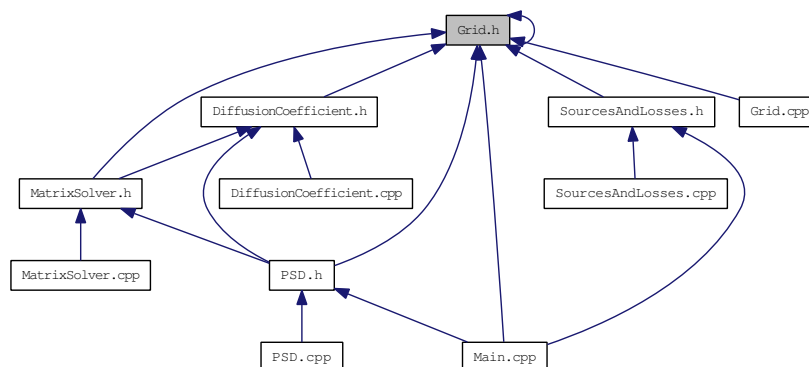 Grid.h
DiffusionCoefficient.h
SourcesAndLosses.h
Grid.cpp
MatrixSolver.h
DiffusionCoefficient.cpp
SourcesAndLosses.cpp
MatrixSolver.cpp
PSD.h
PSD.cpp
Main.cpp